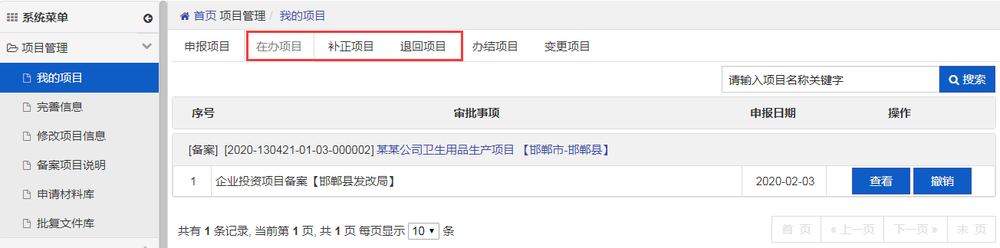 系统菜单
项目管理
我的项目
完善信息
修改项目信息
备案项目说明
申请材料库
批复文件库
首页 项目管理 / 我的项目
申报项目 在办项目 补正项目 退回项目 办结项目 变更项目
请输入项目名称关键字 搜索
序号 审批事项 申报日期 操作
[备案] [2020-130421-01-03-000002] 某某公司卫生用品生产项目 【邯郸市-邯郸县】
1 企业投资项目备案【邯郸县发改局】 2020-02-03 查看 撤销
共有 1 条记录, 当前第 1 页, 共 1 页 每页显示 10 条 首 页 « 上一页 下一页 » 末 页